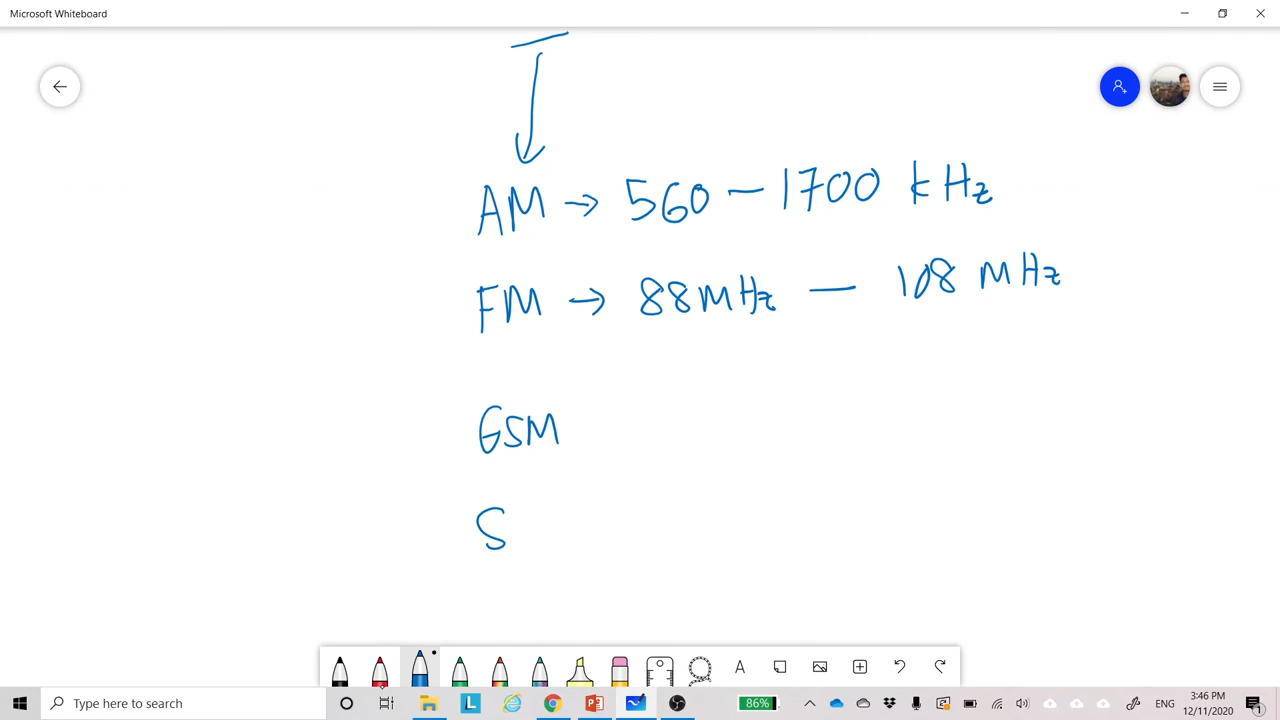 Microsoft Whiteboard
AM → 560 — 1700 kHz
FM → 88MHz — 108 MHz
GSM
S
A
Type here to search
L
86%
ENG
3:46 PM
12/11/2020
1